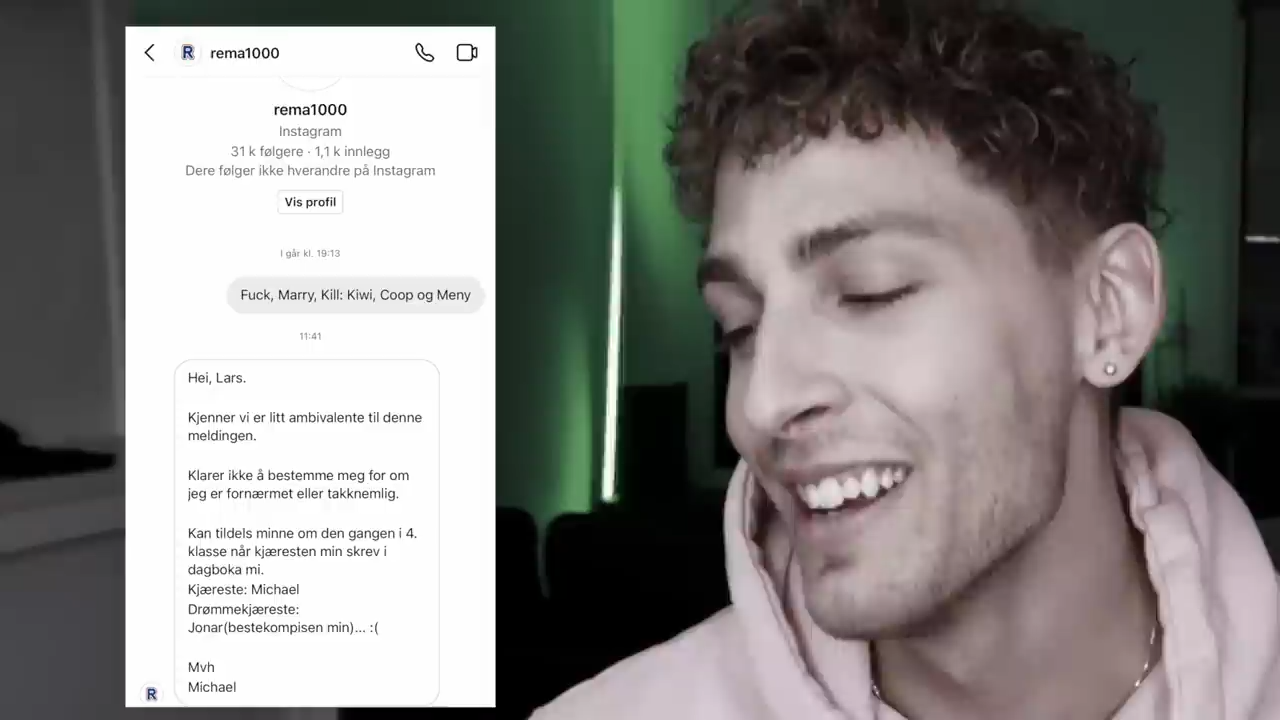 R rema1000
rema1000
Instagram
31 k følgere · 1,1 k innlegg
Dere følger ikke hverandre på Instagram
Vis profil
I går kl. 19:13
Fuck, Marry, Kill: Kiwi, Coop og Meny
11:41
Hei, Lars.
Kjenner vi er litt ambivalente til denne
meldingen.
Klarer ikke å bestemme meg for om
jeg er fornærmet eller takknemlig.
Kan tildels minne om den gangen i 4.
klasse når kjæresten min skrev i
dagboka mi.
Kjæreste: Michael
Drømmekjæreste:
Jonar(bestekompisen min)... :(
Mvh
Michael
R